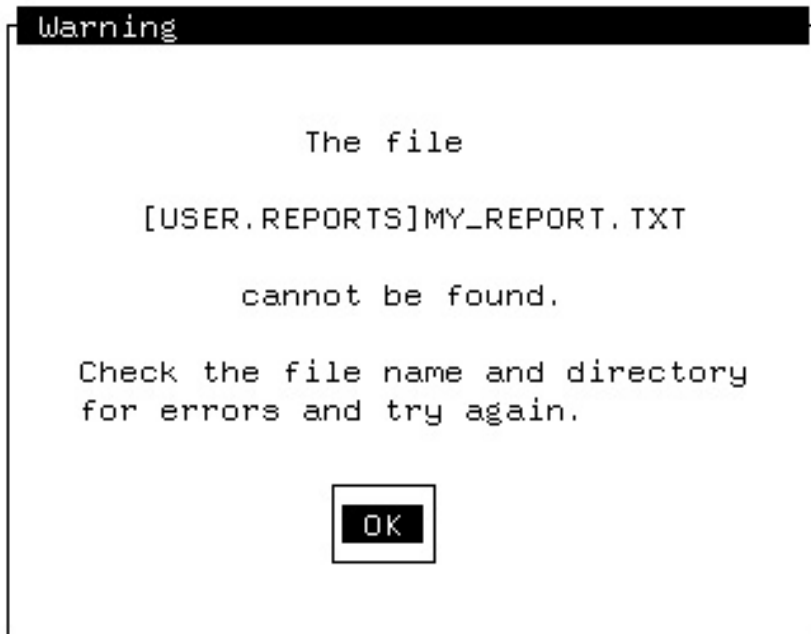 Warning
The file
[USER.REPORTS]MY_REPORT.TXT
cannot be found.
Check the file name and directory
for errors and try again.
OK